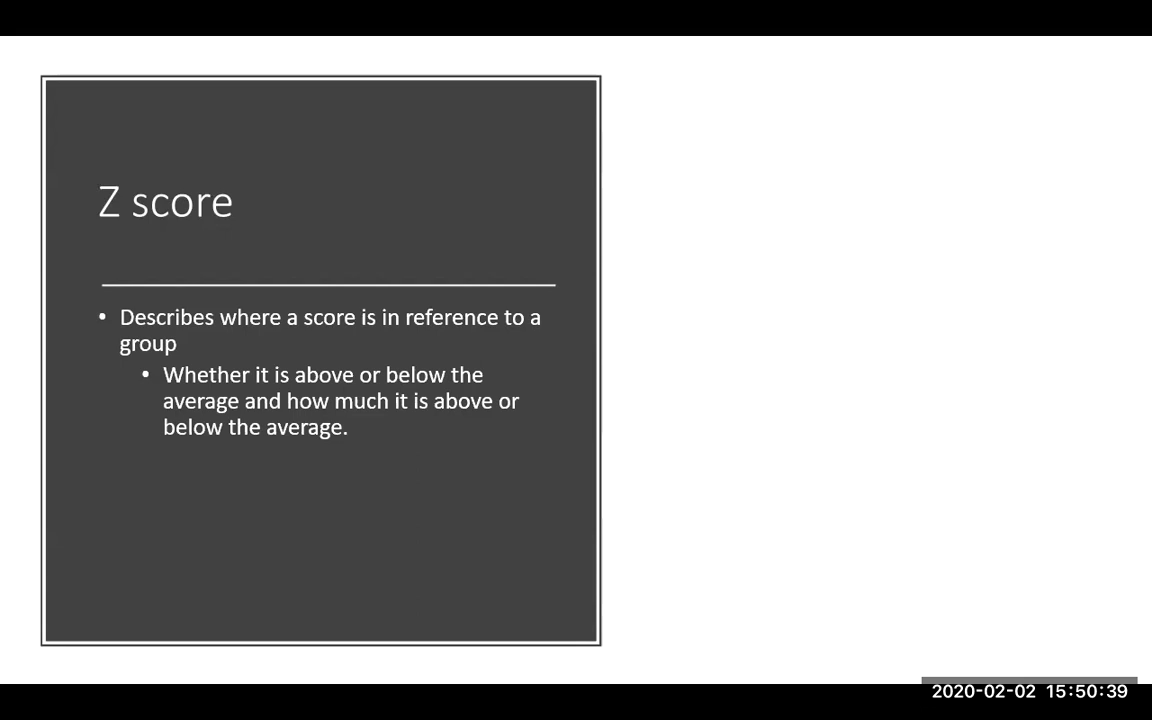 Z score
• Describes where a score is in reference to a
group
• Whether it is above or below the
average and how much it is above or
below the average.
2020-02-02 15:50:39